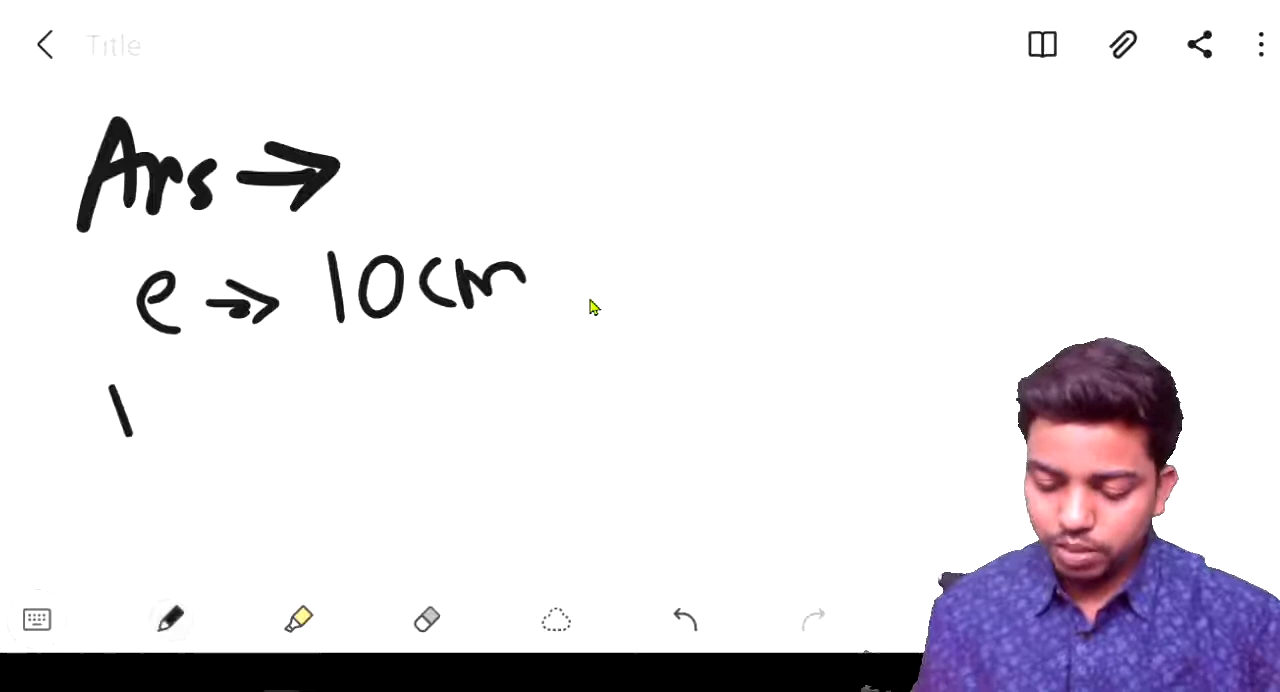 Title
Ans →
e → 10cm